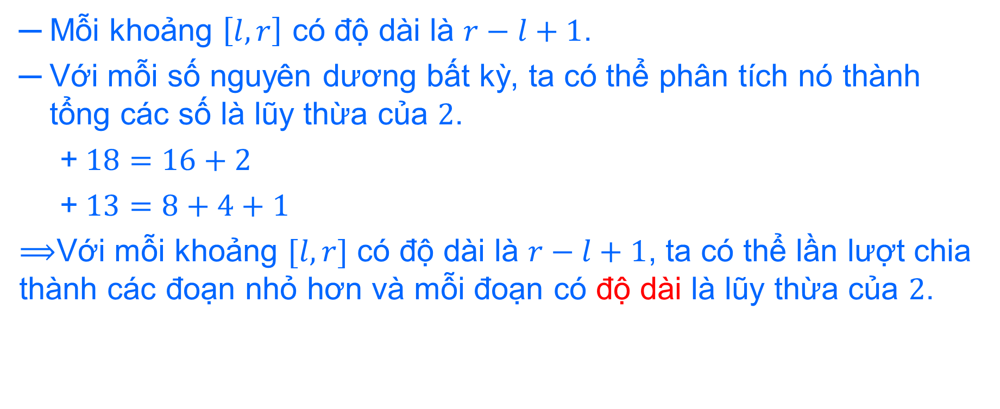 — Mỗi khoảng [l, r] có độ dài là r − l + 1.
— Với mỗi số nguyên dương bất kỳ, ta có thể phân tích nó thành
tổng các số là lũy thừa của 2.
+ 18 = 16 + 2
+ 13 = 8 + 4 + 1
⟹Với mỗi khoảng [l, r] có độ dài là r − l + 1, ta có thể lần lượt chia
thành các đoạn nhỏ hơn và mỗi đoạn có độ dài là lũy thừa của 2.